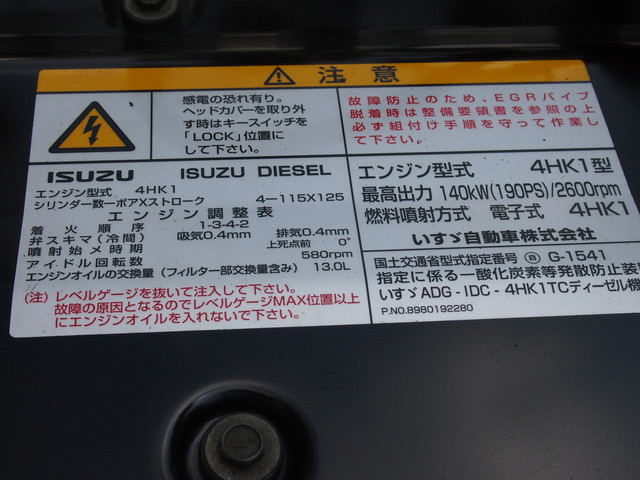 注意
感電の恐れ有り。
ヘッドカバーを取り外
す時はキースイッチを
「LOCK」位置に
して下さい。
故障防止のため、EGRパイプ
脱着時は整備要領書を参照の上
必ず組付け手順を守って作業し
て下さい。
ISUZU ISUZU DIESEL
エンジン型式 4HK1
シリンダー数ーボアXストローク 4-115X125
エンジン調整表
着火順序 1-3-4-2
弁スキマ(冷間) 吸気0.4mm 排気0.4mm
噴射始メ時期 上死点前 0°
アイドル回転数 580rpm
エンジンオイルの交換量(フィルター部交換量含み) 13.0L
(注)レベルゲージを抜いて注入して下さい。
故障の原因となるのでレベルゲージMAX位置以上
にエンジンオイルを入れないで下さい。
エンジン型式 4HK1型
最高出力 140kW(190PS)/2600rpm
燃料噴射方式 電子式 4HK1
いすゞ自動車株式会社
国土交通省型式指定番号 G-1541
指定に係る一酸化炭素等発散防止装
いすゞADG-IDC-4HK1TCディーゼル機
P.NO.8980192280